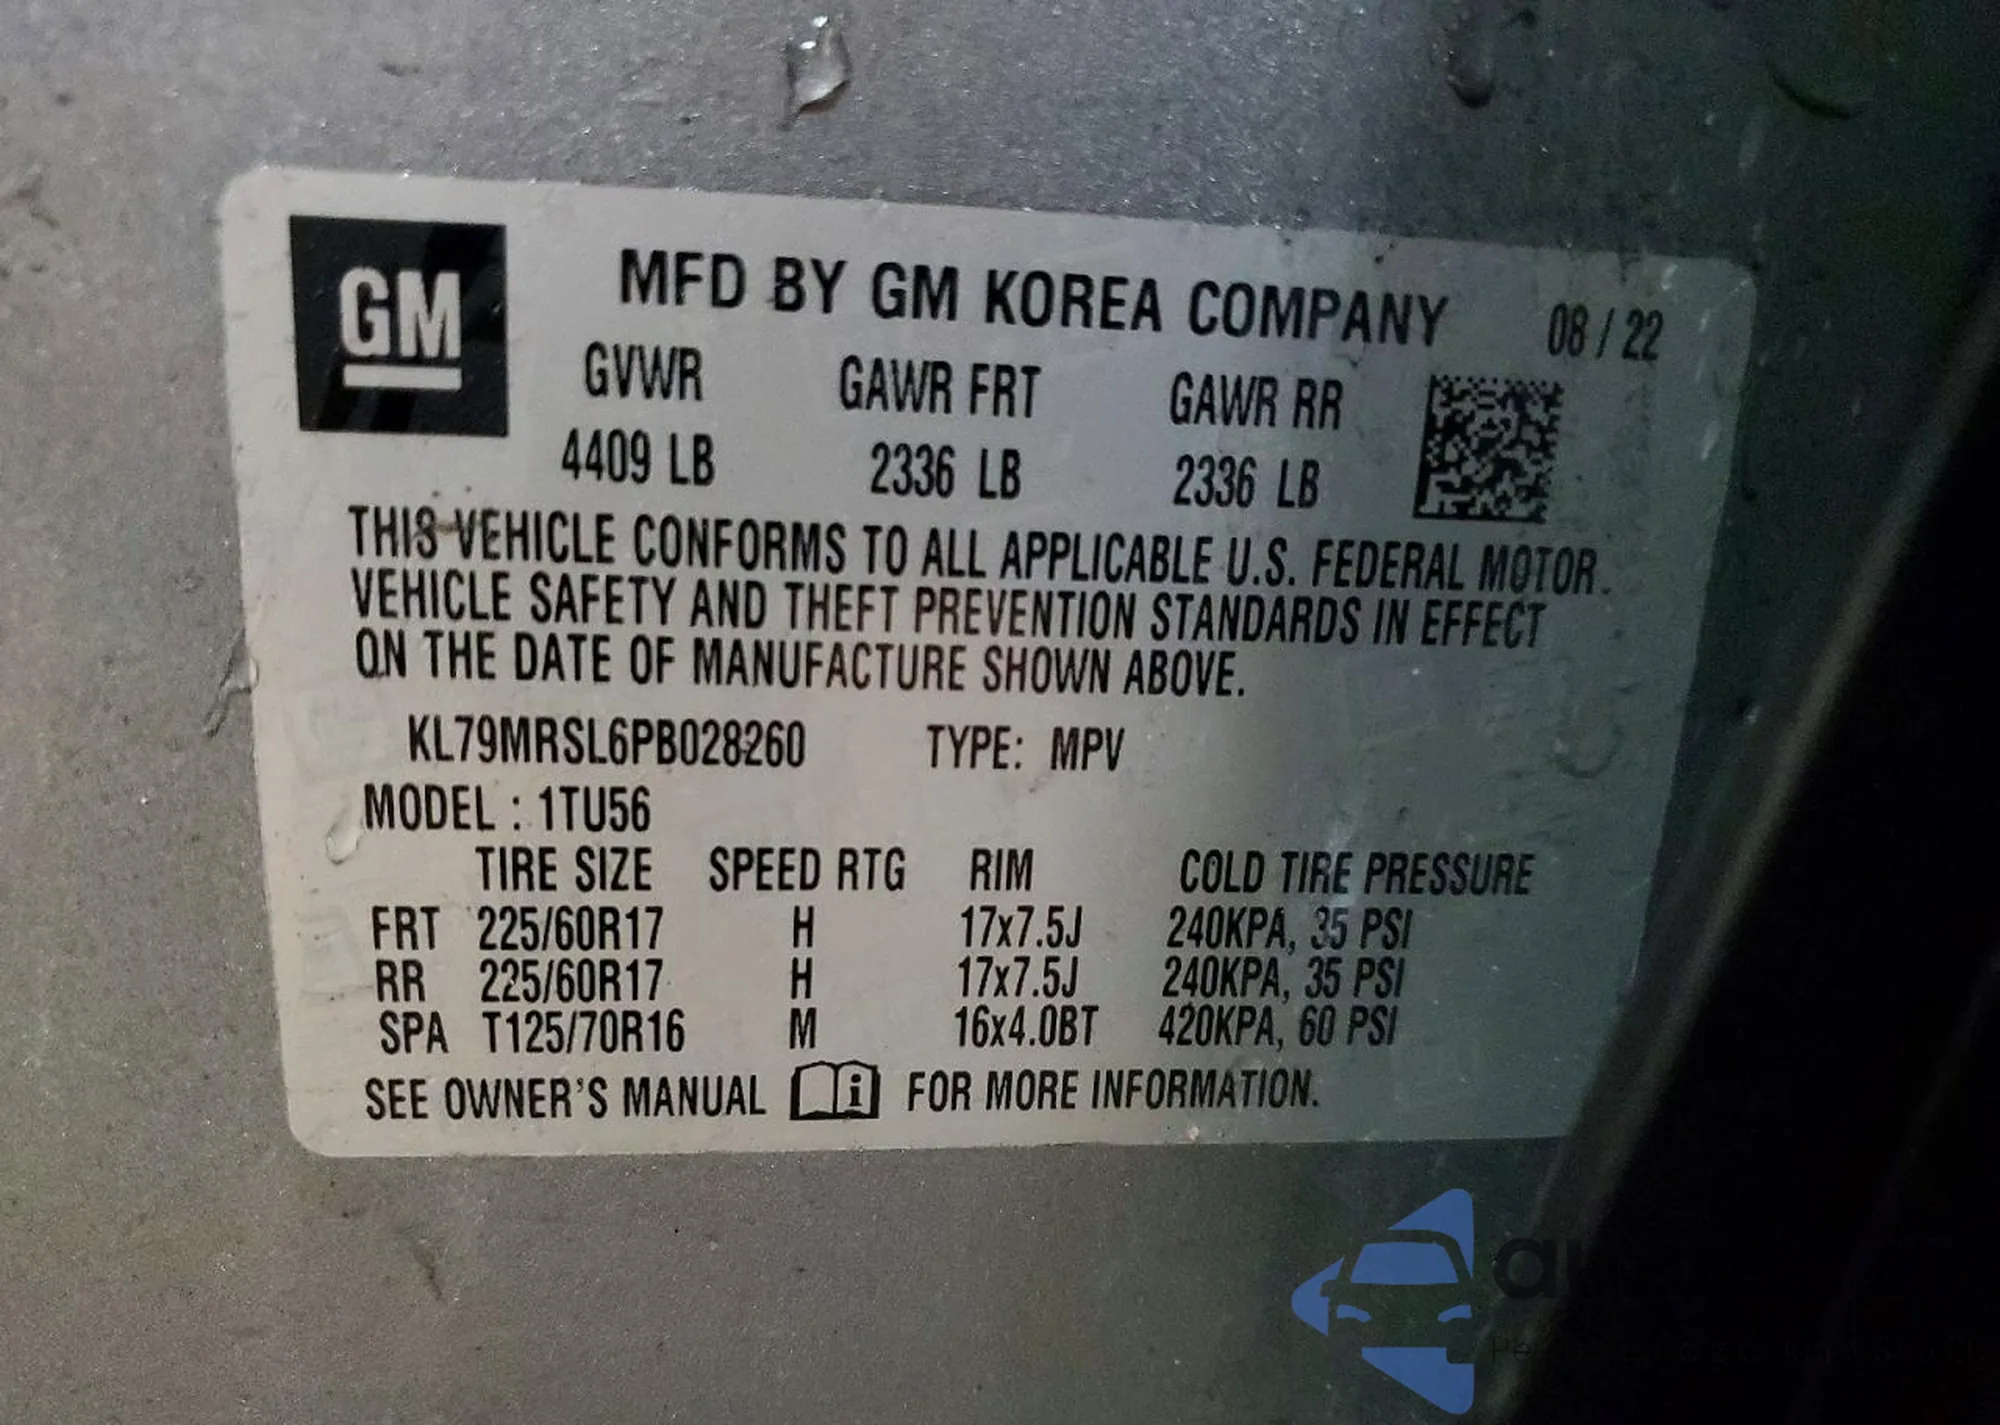 GM
MFD BY GM KOREA COMPANY 08 / 22
GVWR GAWR FRT GAWR RR
4409 LB 2336 LB 2336 LB
THIS VEHICLE CONFORMS TO ALL APPLICABLE U.S. FEDERAL MOTOR
VEHICLE SAFETY AND THEFT PREVENTION STANDARDS IN EFFECT
ON THE DATE OF MANUFACTURE SHOWN ABOVE.
KL79MRSL6PB028260 TYPE: MPV
MODEL : 1TU56
TIRE SIZE SPEED RTG RIM COLD TIRE PRESSURE
FRT 225/60R17 H 17x7.5J 240KPA, 35 PSI
RR 225/60R17 H 17x7.5J 240KPA, 35 PSI
SPA T125/70R16 M 16x4.0BT 420KPA, 60 PSI
SEE OWNER'S MANUAL i FOR MORE INFORMATION.